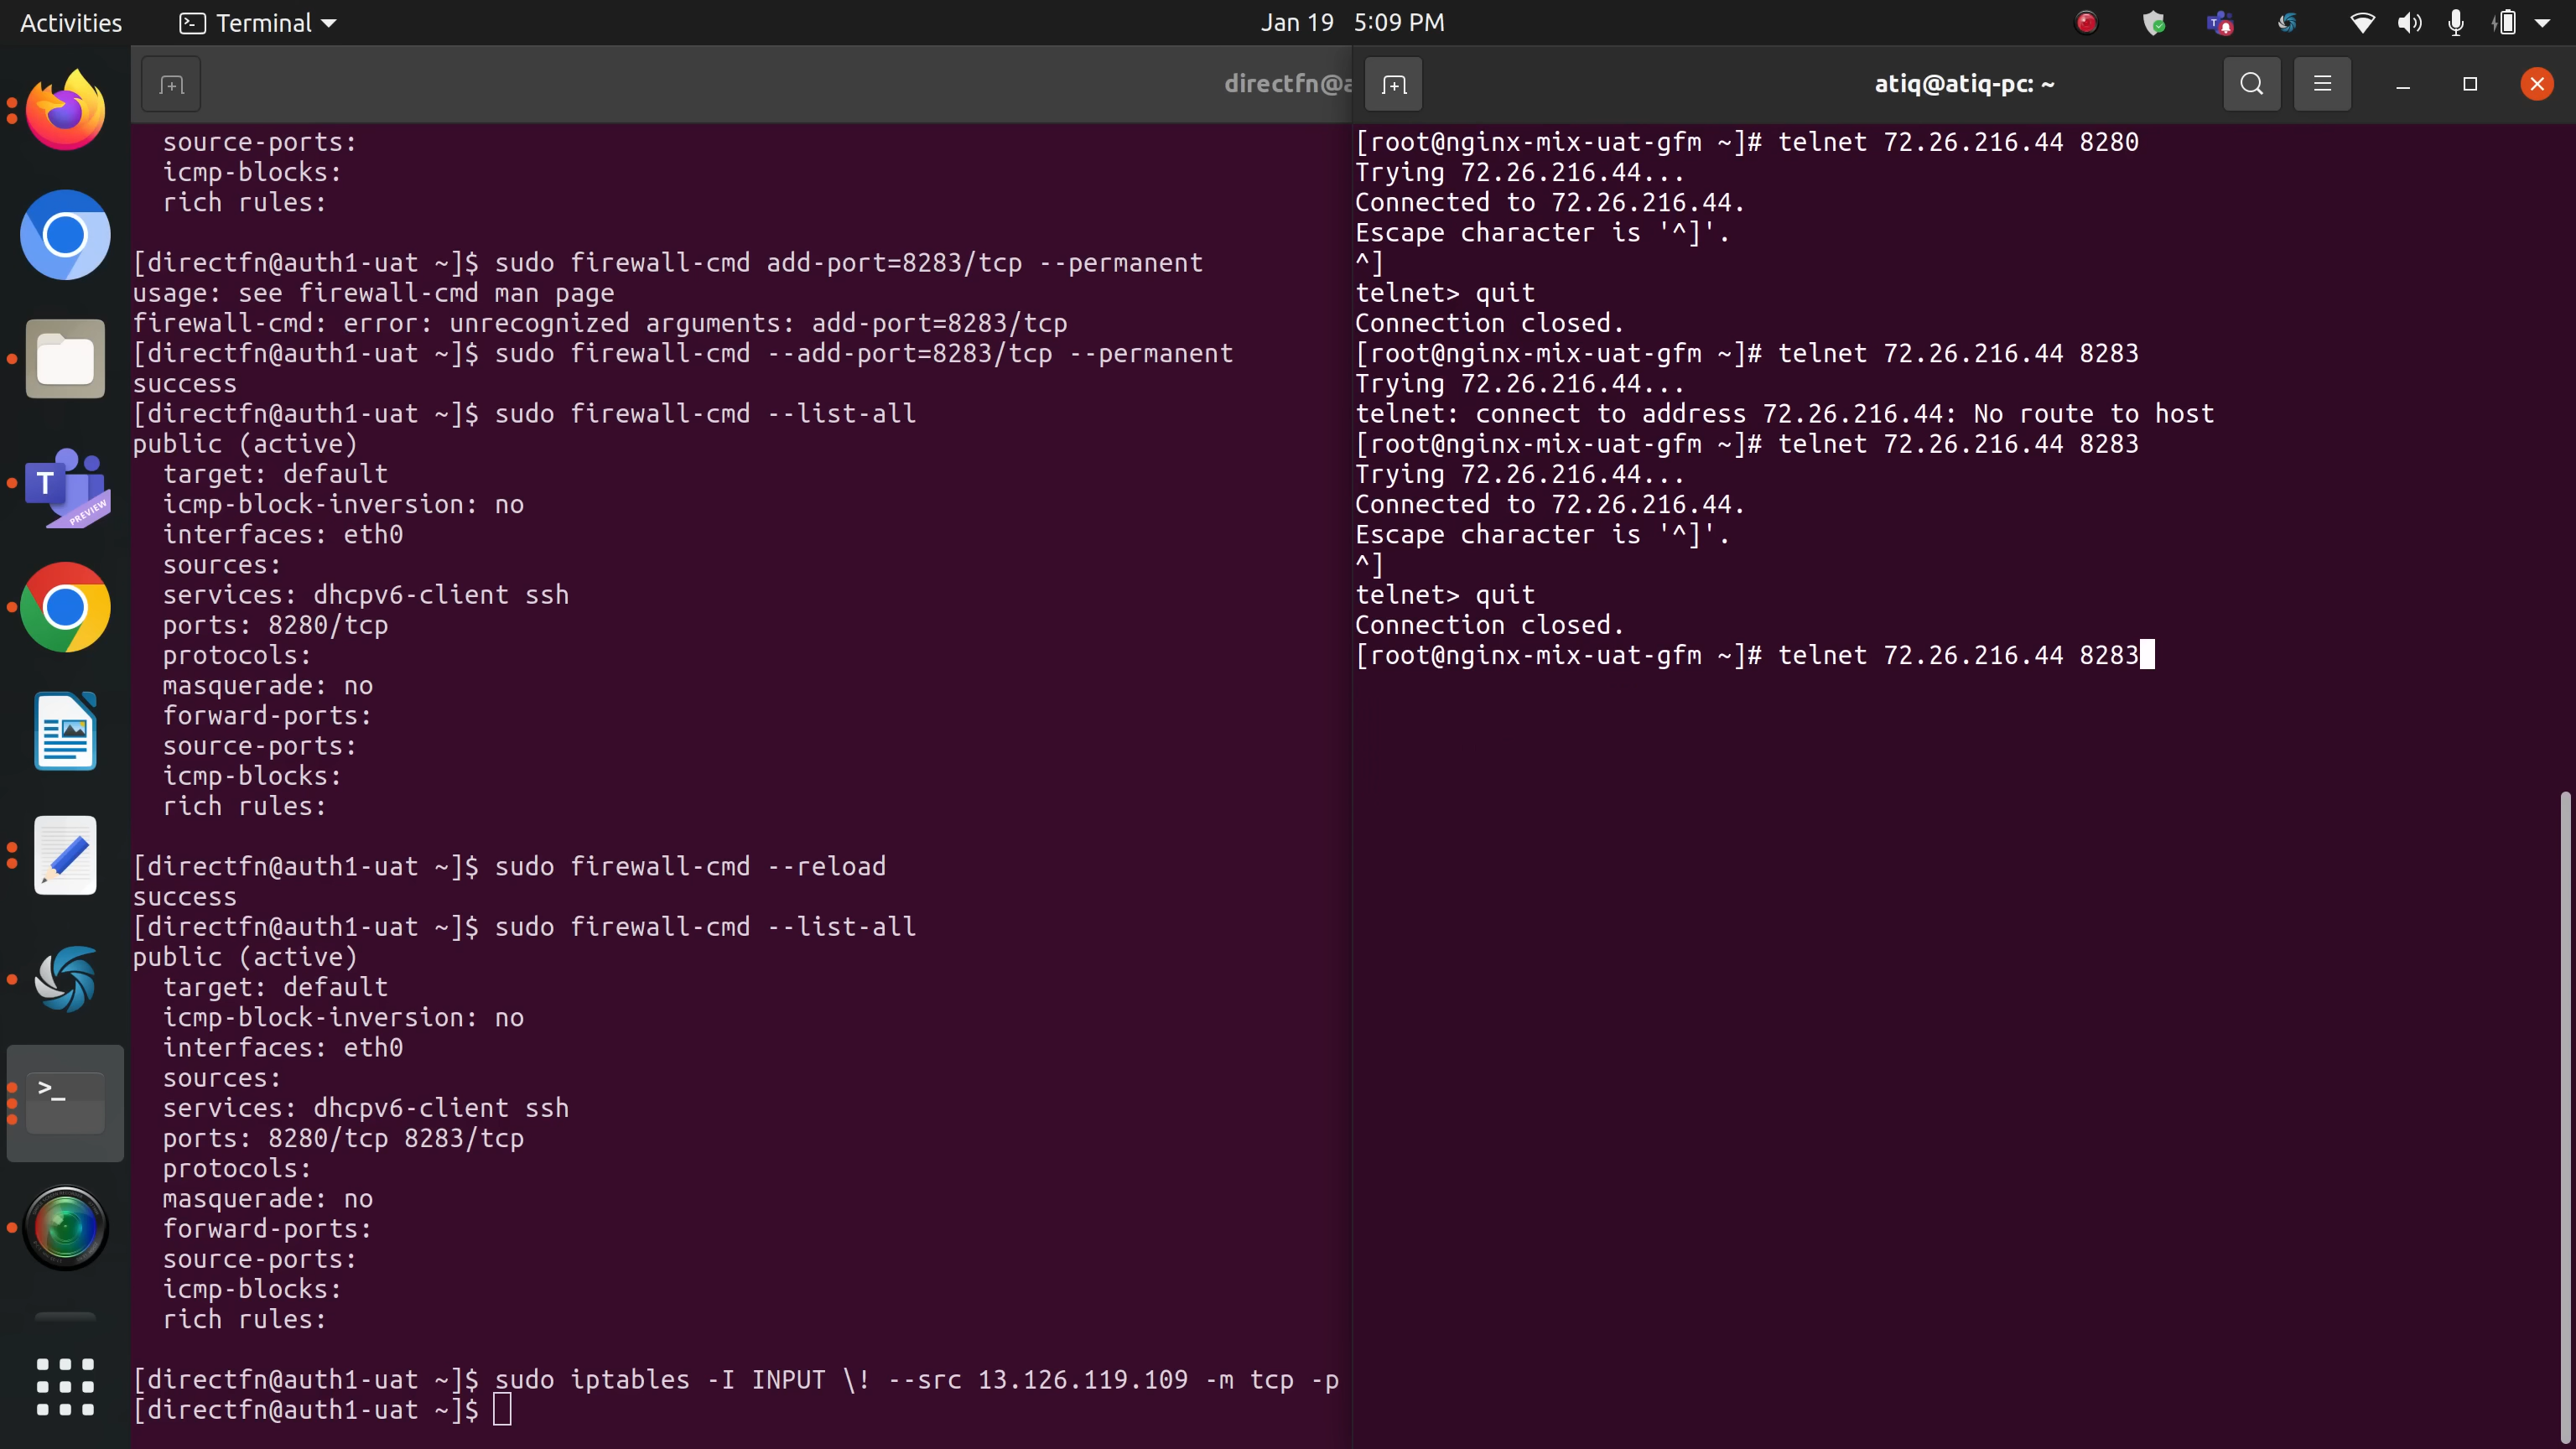 Activities
Terminal
Jan 19 5:09 PM
directfn@a
source-ports:
icmp-blocks:
rich rules:
[directfn@auth1-uat ~]$ sudo firewall-cmd add-port=8283/tcp --permanent
usage: see firewall-cmd man page
firewall-cmd: error: unrecognized arguments: add-port=8283/tcp
[directfn@auth1-uat ~]$ sudo firewall-cmd --add-port=8283/tcp --permanent
success
[directfn@auth1-uat ~]$ sudo firewall-cmd --list-all
public (active)
target: default
icmp-block-inversion: no
interfaces: eth0
sources:
services: dhcpv6-client ssh
ports: 8280/tcp
protocols:
masquerade: no
forward-ports:
source-ports:
icmp-blocks:
rich rules:
[directfn@auth1-uat ~]$ sudo firewall-cmd --reload
success
[directfn@auth1-uat ~]$ sudo firewall-cmd --list-all
public (active)
target: default
icmp-block-inversion: no
interfaces: eth0
sources:
services: dhcpv6-client ssh
ports: 8280/tcp 8283/tcp
protocols:
masquerade: no
forward-ports:
source-ports:
icmp-blocks:
rich rules:
[directfn@auth1-uat ~]$ sudo iptables -I INPUT \! --src 13.126.119.109 -m tcp -p
[directfn@auth1-uat ~]$
atiq@atiq-pc: ~
[root@nginx-mix-uat-gfm ~]# telnet 72.26.216.44 8280
Trying 72.26.216.44...
Connected to 72.26.216.44.
Escape character is '^]'.
^]
telnet> quit
Connection closed.
[root@nginx-mix-uat-gfm ~]# telnet 72.26.216.44 8283
Trying 72.26.216.44...
telnet: connect to address 72.26.216.44: No route to host
[root@nginx-mix-uat-gfm ~]# telnet 72.26.216.44 8283
Trying 72.26.216.44...
Connected to 72.26.216.44.
Escape character is '^]'.
^]
telnet> quit
Connection closed.
[root@nginx-mix-uat-gfm ~]# telnet 72.26.216.44 8283
T
PREVIEW
>_